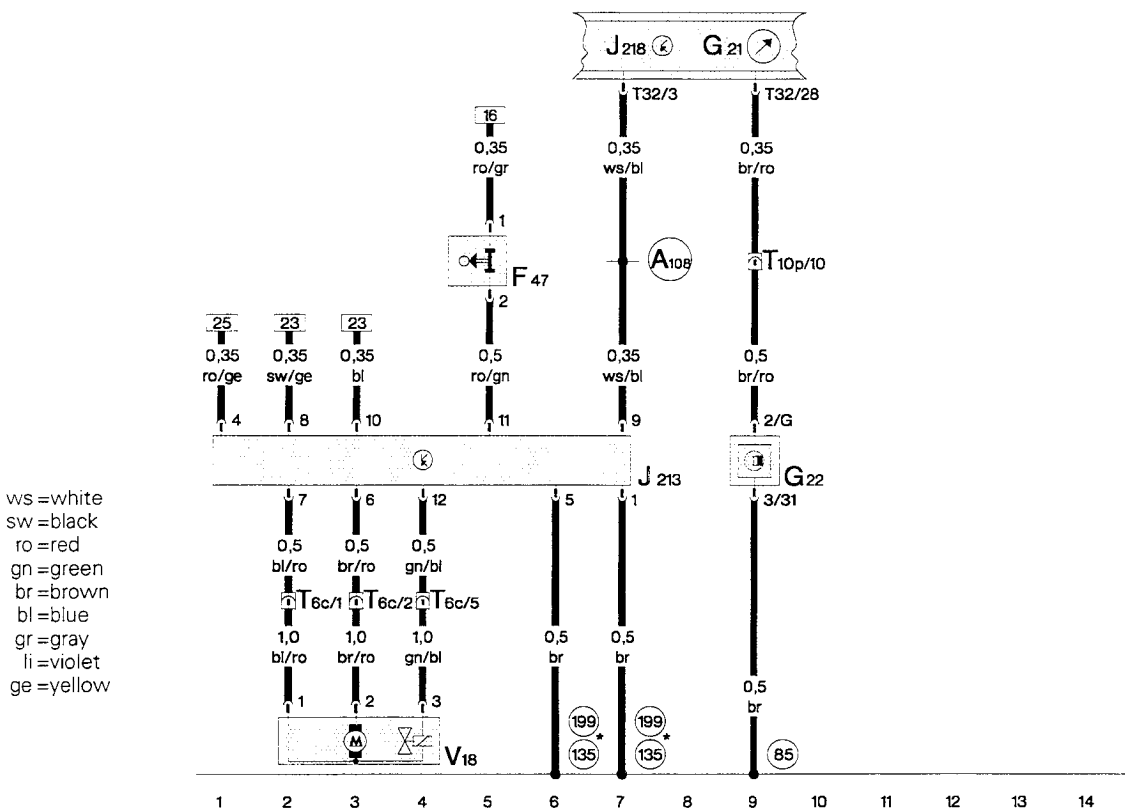 J218 G21
T32/3 T32/28
16
0,35 0,35 0,35
ro/gr ws/bl br/ro
1
A108 T10p/10
F47
2
25 23 23
0,35 0,35 0,35 0,5 0,35 0,5
ro/ge sw/ge bl ro/gn ws/bl br/ro
4 8 10 11 9 2/G
J213 G22
7 6 12 5 1 3/31
ws =white
sw =black
ro =red
gn =green
br =brown
bl =blue
gr =gray
li =violet
ge =yellow
0,5 0,5 0,5
bl/ro br/ro gn/bl
T6c/1 T6c/2 T6c/5
1,0 1,0 1,0 0,5 0,5
bl/ro br/ro gn/bl br br
0,5
br
1 2 3
199 199
* *
M V18 135 135 85
1 2 3 4 5 6 7 8 9 10 11 12 13 14